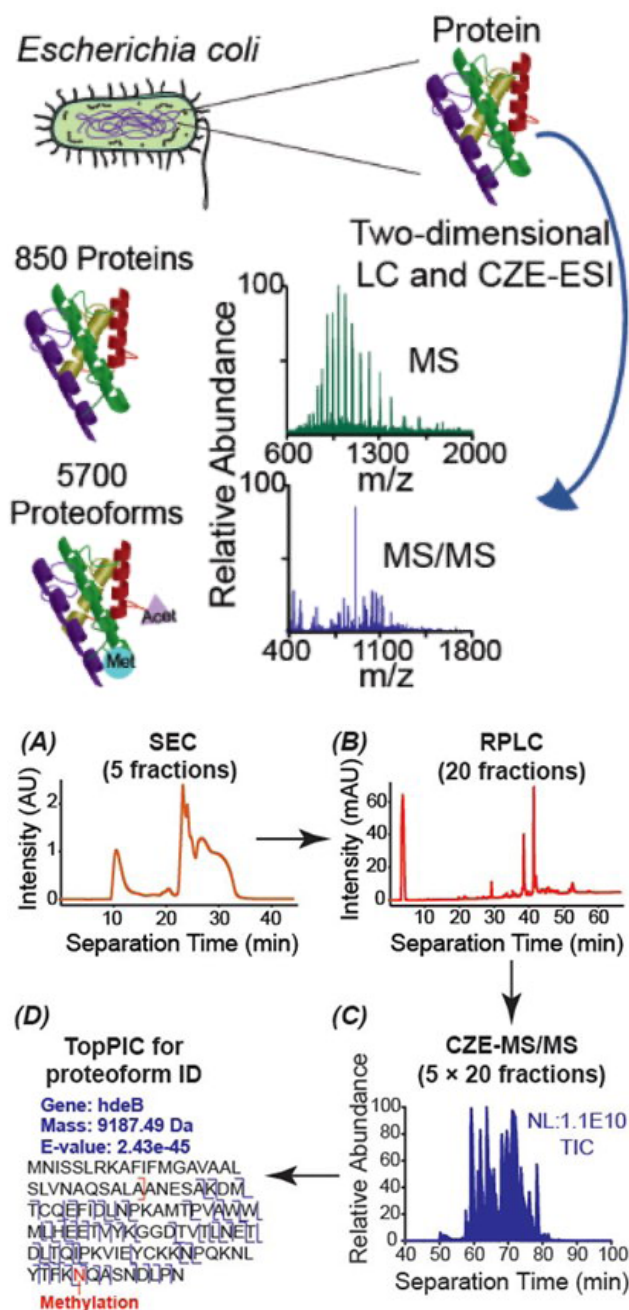 Escherichia coli
Protein
Two-dimensional
LC and CZE-ESI
850 Proteins
5700
Proteoforms
Acet
Met
Relative Abundance
100
MS
600 1300 2000
m/z
100
MS/MS
400 1100 1800
m/z
(A) SEC
(5 fractions)
Intensity (AU)
2
1
0
10 20 30 40
Separation Time (min)
(B) RPLC
(20 fractions)
Intensity (mAU)
60
40
20
0
10 20 30 40 50 60
Separation Time (min)
(C) CZE-MS/MS
(5 × 20 fractions)
Relative Abundance
100
80
60
40
20
0
NL:1.1E10
TIC
40 50 60 70 80 90 100
Separation Time (min)
(D) TopPIC for
proteoform ID
Gene: hdeB
Mass: 9187.49 Da
E-value: 2.43e-45
MNISSLRKAFIFMGAVAAL
SLVNAQSALAANESAKDM
TCQEFIDLNPKAMTPVAWW
MLHEETVYKGGDTVTLNET
DLTQIPKVIEYCKKNPQKNL
YTFKNQASNDLPN
Methylation